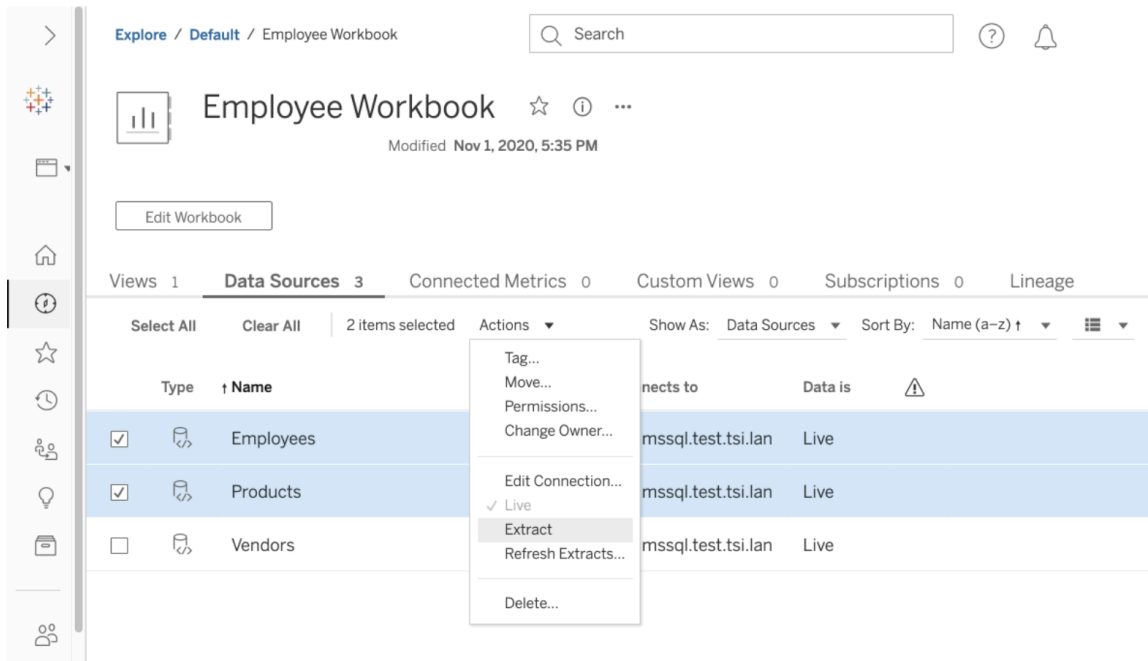 Explore / Default / Employee Workbook
Search
Employee Workbook
Modified Nov 1, 2020, 5:35 PM
Edit Workbook
Views 1 Data Sources 3 Connected Metrics 0 Custom Views 0 Subscriptions 0 Lineage
Select All Clear All 2 items selected Actions Show As: Data Sources Sort By: Name (a–z) ↑
Tag...
Move...
Permissions...
Change Owner...
Edit Connection...
✓ Live
Extract
Refresh Extracts...
Delete...
Type ↑ Name nects to Data is
Employees mssql.test.tsi.lan Live
Products mssql.test.tsi.lan Live
Vendors mssql.test.tsi.lan Live